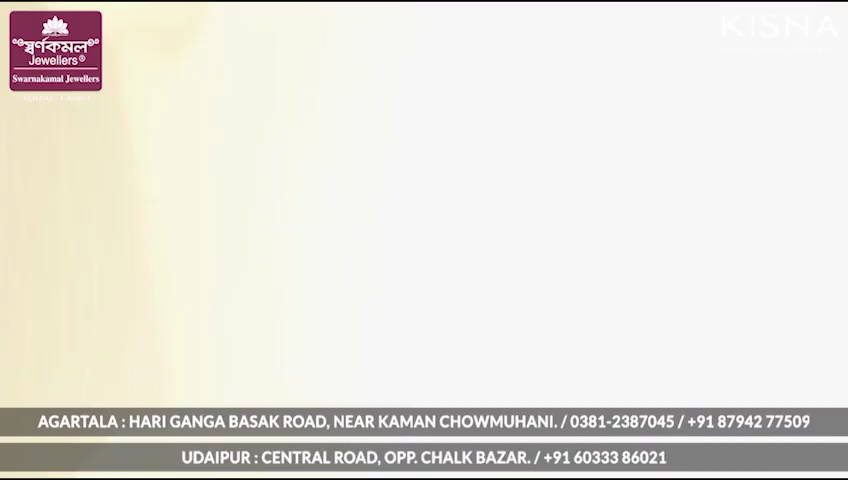 স্বর্ণকমল
Jewellers®
Swarnakamal Jewellers
KISNA
AGARTALA : HARI GANGA BASAK ROAD, NEAR KAMAN CHOWMUHANI. / 0381-2387045 / +91 87942 77509
UDAIPUR : CENTRAL ROAD, OPP. CHALK BAZAR. / +91 60333 86021